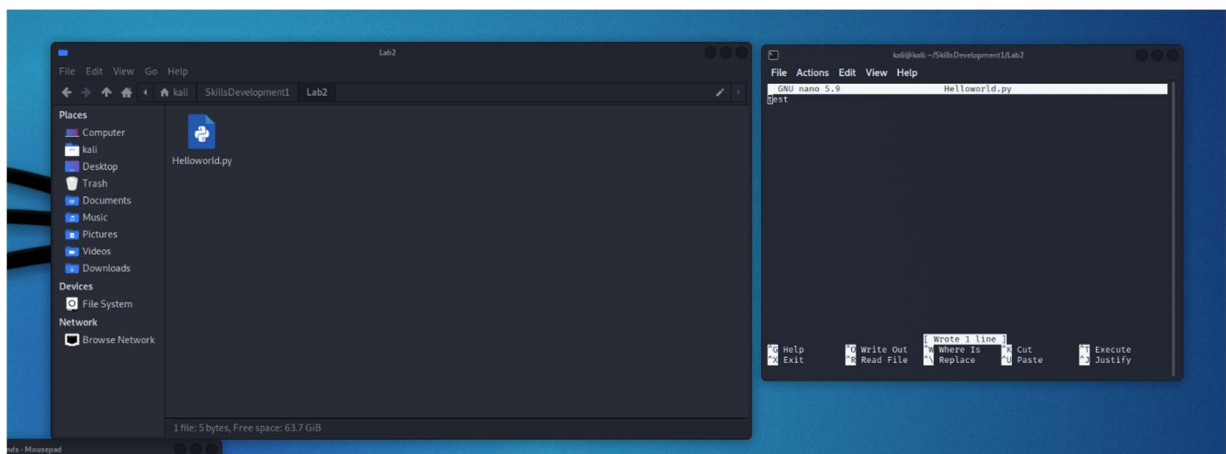 Lab2
File Edit View Go Help
kali SkillsDevelopment1 Lab2
Places
Computer
kali
Desktop
Trash
Documents
Music
Pictures
Videos
Downloads
Devices
File System
Network
Browse Network
Helloworld.py
1 file: 5 bytes, Free space: 63.7 GiB
nds - Mousepad
kali@kali: ~/SkillsDevelopment1/Lab2
File Actions Edit View Help
GNU nano 5.9 Helloworld.py
test
[ Wrote 1 line ]
^G Help ^O Write Out ^W Where Is ^K Cut ^T Execute
^X Exit ^R Read File ^\ Replace ^U Paste ^J Justify